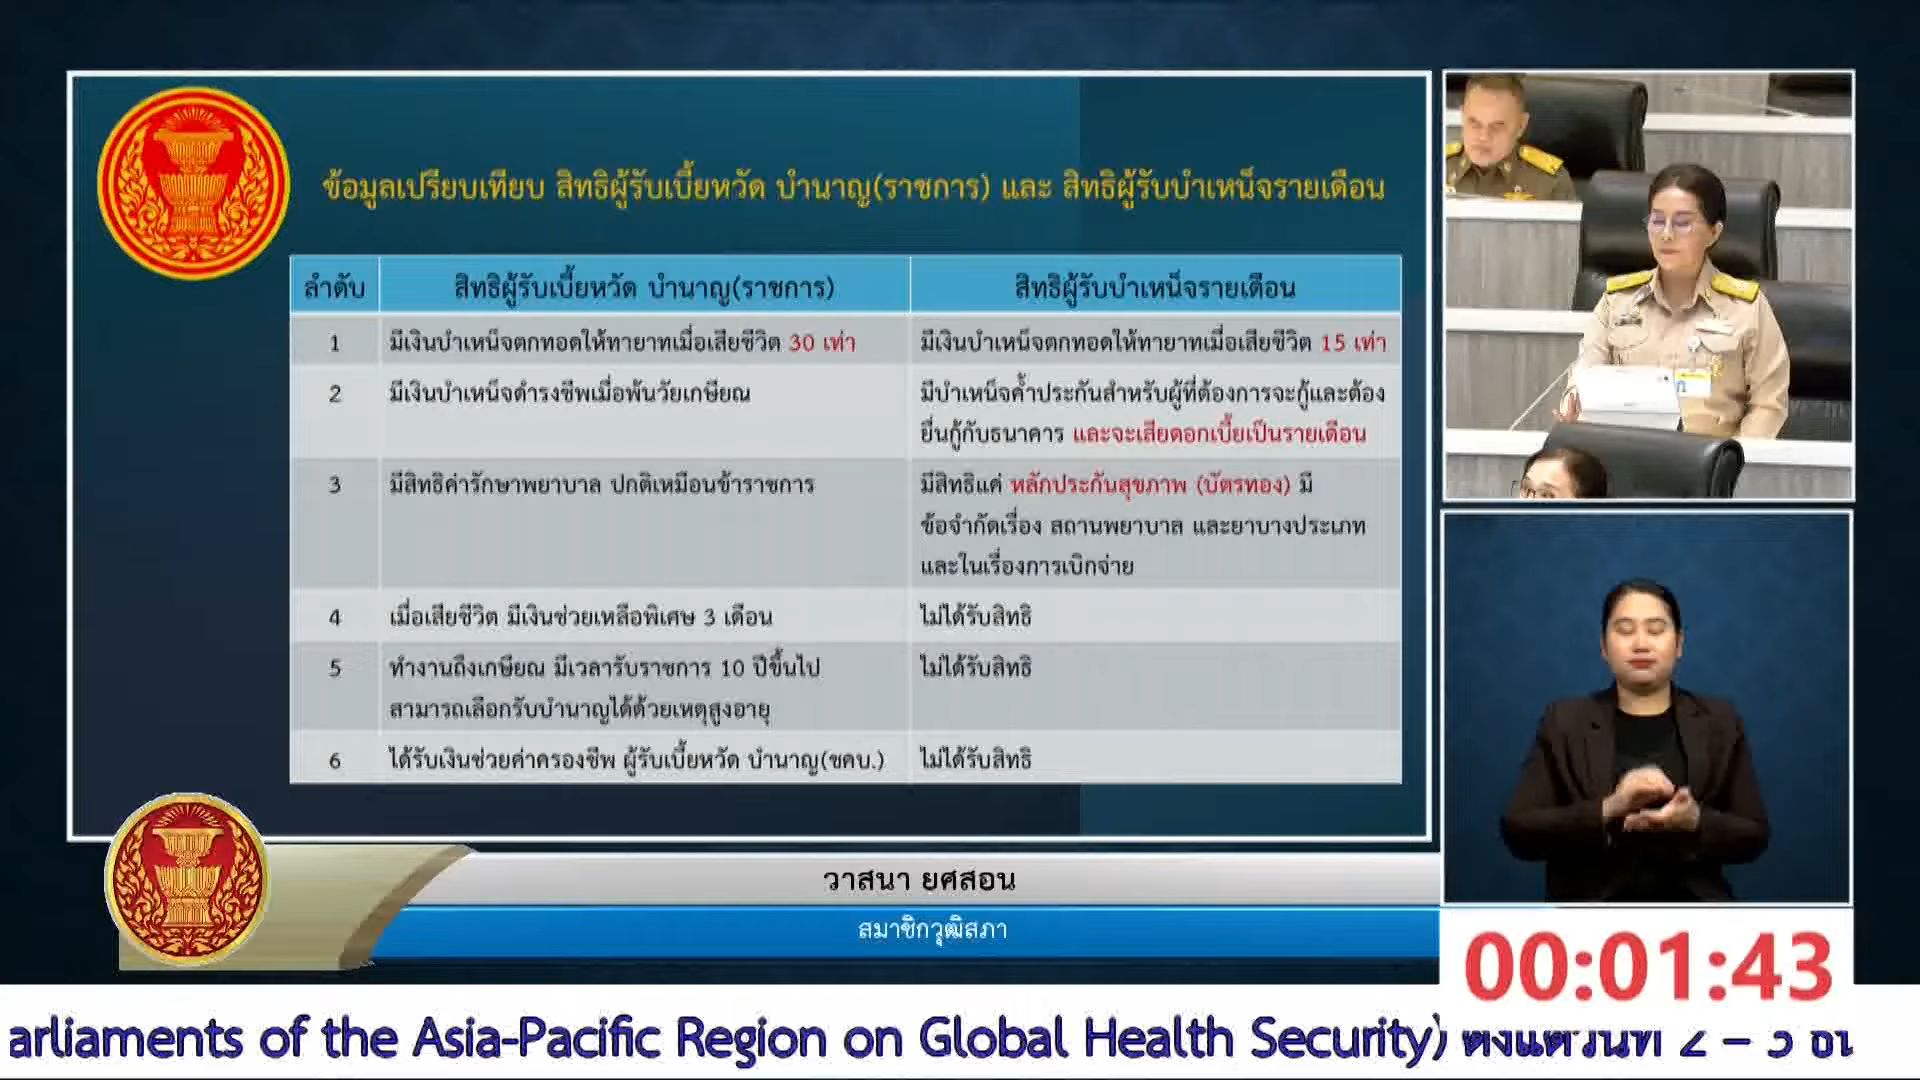 ข้อมูลเปรียบเทียบ สิทธิผู้รับเบี้ยหวัด บำนาญ(ราชการ) และ สิทธิผู้รับบำเหน็จรายเดือน
ลำดับ สิทธิผู้รับเบี้ยหวัด บำนาญ(ราชการ) สิทธิผู้รับบำเหน็จรายเดือน
1 มีเงินบำเหน็จตกทอดให้ทายาทเมื่อเสียชีวิต 30 เท่า มีเงินบำเหน็จตกทอดให้ทายาทเมื่อเสียชีวิต 15 เท่า
2 มีเงินบำเหน็จดำรงชีพเมื่อพ้นวัยเกษียณ มีบำเหน็จค้ำประกันสำหรับผู้ที่ต้องการจะกู้และต้อง
ยื่นกู้กับธนาคาร และจะเสียดอกเบี้ยเป็นรายเดือน
3 มีสิทธิค่ารักษาพยาบาล ปกติเหมือนข้าราชการ มีสิทธิแค่ หลักประกันสุขภาพ (บัตรทอง) มี
ข้อจำกัดเรื่อง สถานพยาบาล และยาบางประเภท
และในเรื่องการเบิกจ่าย
4 เมื่อเสียชีวิต มีเงินช่วยเหลือพิเศษ 3 เดือน ไม่ได้รับสิทธิ
5 ทำงานถึงเกษียณ มีเวลารับราชการ 10 ปีขึ้นไป ไม่ได้รับสิทธิ
สามารถเลือกรับบำนาญได้ด้วยเหตุสูงอายุ
6 ได้รับเงินช่วยค่าครองชีพ ผู้รับเบี้ยหวัด บำนาญ(ชคบ.) ไม่ได้รับสิทธิ
วาสนา ยศสอน
สมาชิกวุฒิสภา
00:01:43
arliaments of the Asia-Pacific Region on Global Health Security) ตั้งแต่วันที่ 2 – 5